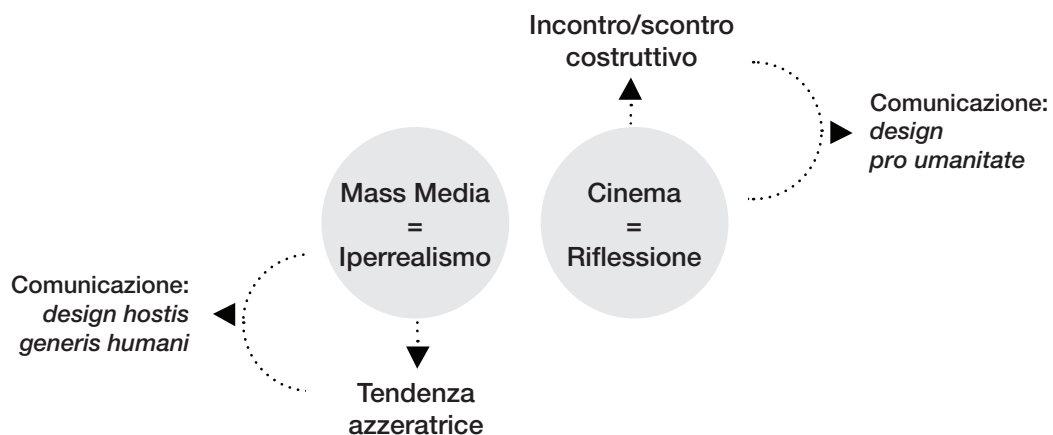 Incontro/scontro
costruttivo
Comunicazione:
design
pro umanitate
Mass Media
=
Iperrealismo
Cinema
=
Riflessione
Comunicazione:
design hostis
generis humani
Tendenza
azzeratrice